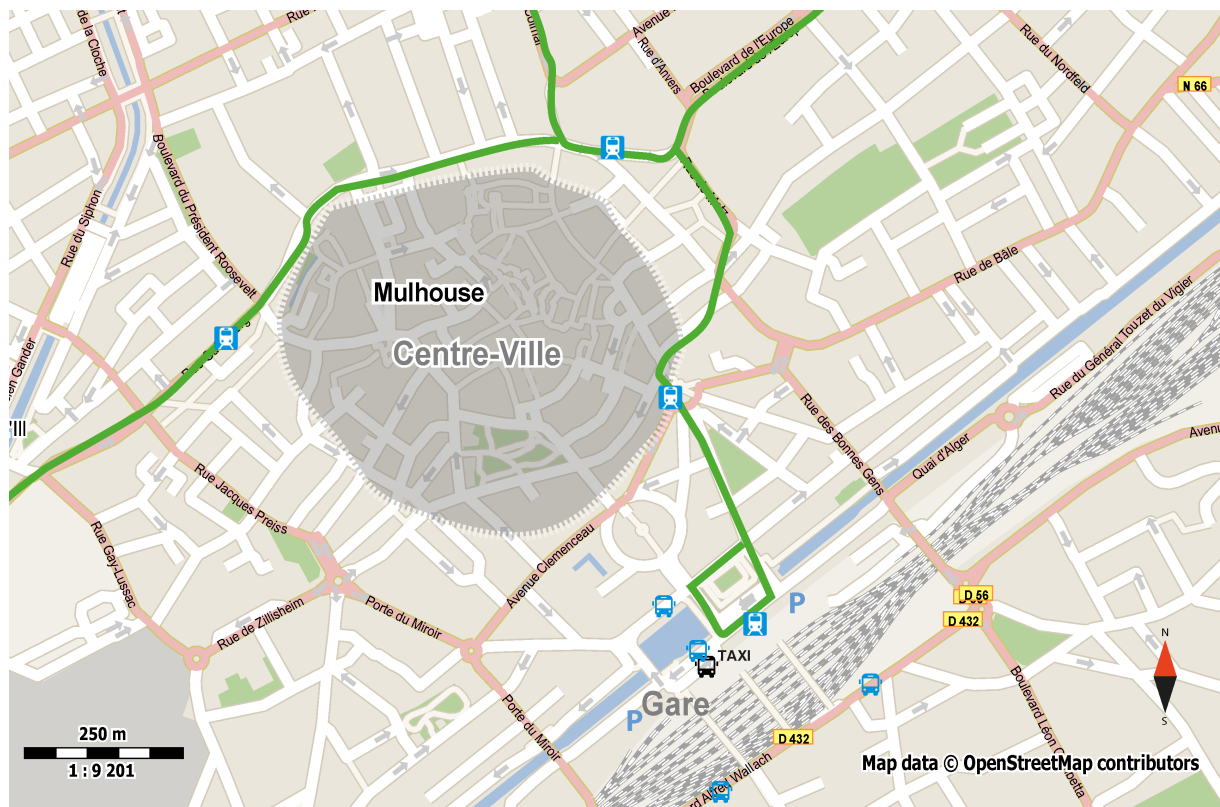 Rue
de la Cloche
Colmar
Avenue
Rue d'Anvers
Boulevard de l'Europe
Rue du Nordfeld
N 66
Boulevard du Président Roosevelt
Rue du Siphon
Rue de Bâle
Rue du Général Touzet du Vigier
Mulhouse
Centre-Ville
'Ill
Rue des Bonnes Gens
Quai d'Alger
Avenue
Rue Jacques Preiss
Rue Gay-Lussac
Avenue Clemenceau
Rue de Zillisheim
Porte du Miroir
P
D 56
D 432
TAXI
Gare
P
Porte du Miroir
D 432
N
S
250 m
1 : 9 201
Map data © OpenStreetMap contributors